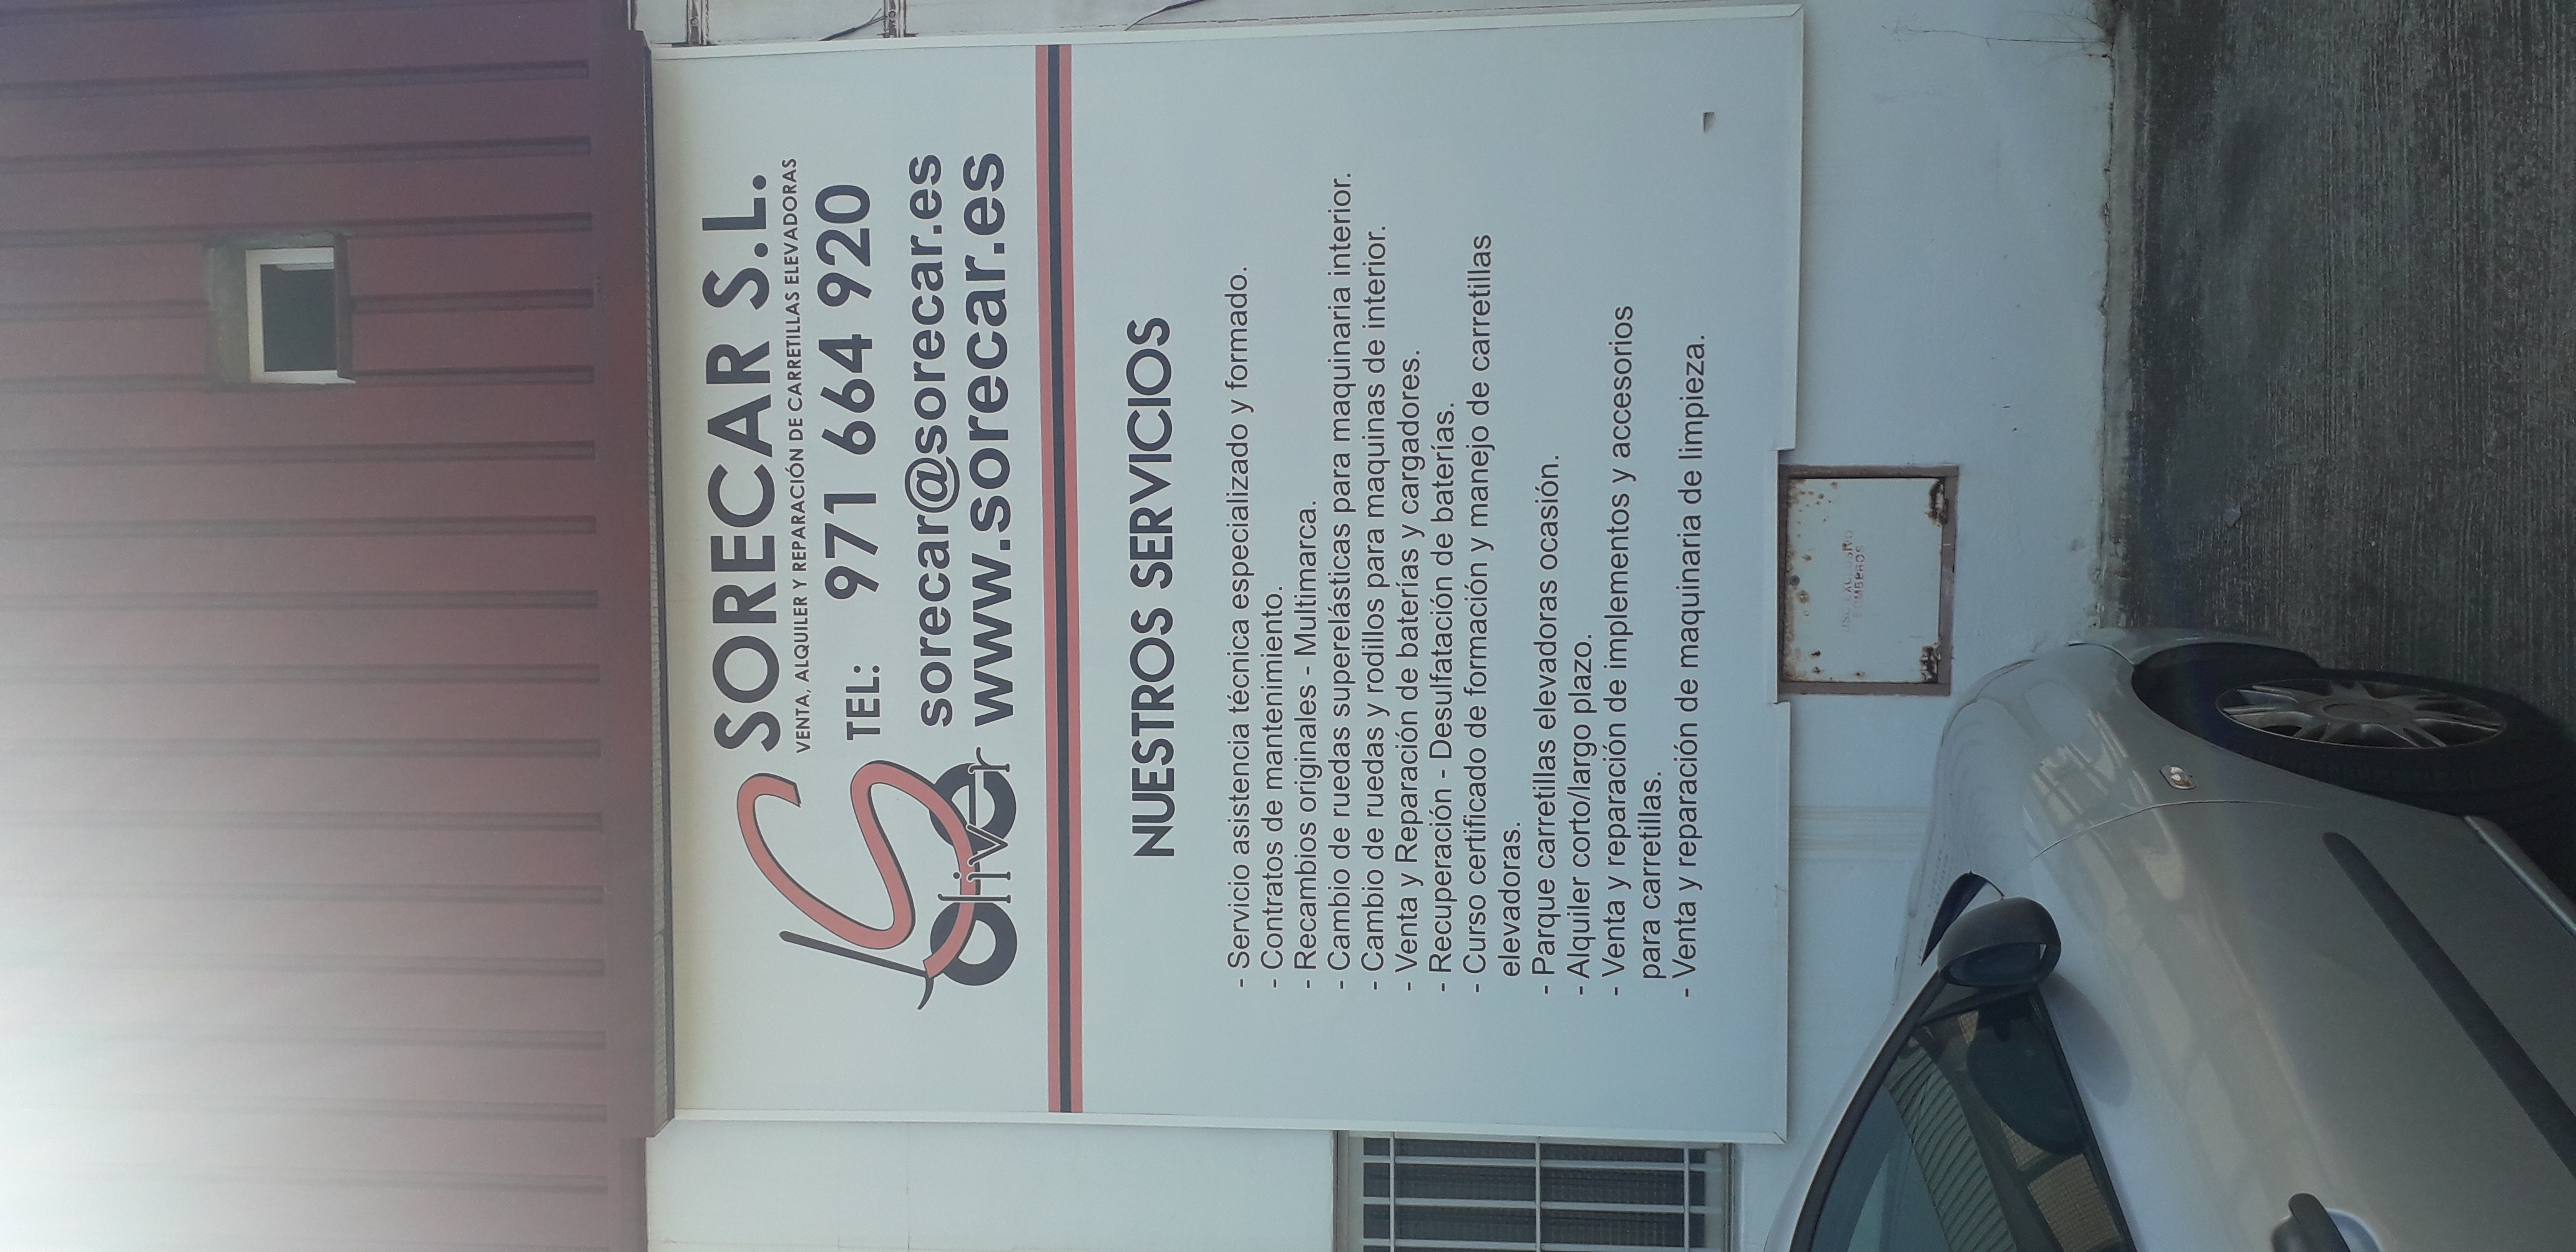 SORECAR S.L.
VENTA, ALQUILER Y REPARACIÓN DE CARRETILLAS ELEVADORAS
TEL: 971 664 920
sorecar@sorecar.es
www.sorecar.es
Oliver
NUESTROS SERVICIOS
- Servicio asistencia técnica especializado y formado.
- Contratos de mantenimiento.
- Recambios originales - Multimarca.
- Cambio de ruedas superelásticas para maquinaria interior.
- Cambio de ruedas y rodillos para maquinas de interior.
- Venta y Reparación de baterías y cargadores.
- Recuperación - Desulfatación de baterías.
- Curso certificado de formación y manejo de carretillas
elevadoras.
- Parque carretillas elevadoras ocasión.
- Alquiler corto/largo plazo.
- Venta y reparación de implementos y accesorios
para carretillas.
- Venta y reparación de maquinaria de limpieza.